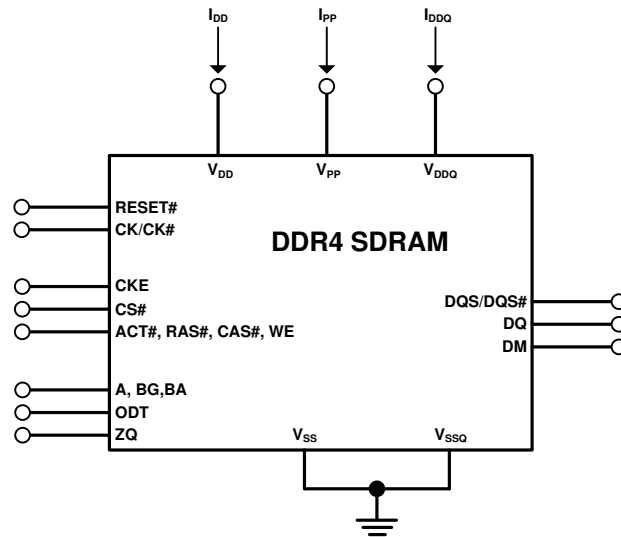 IDD IPP IDDQ
VDD VPP VDDQ
RESET#
CK/CK#
DDR4 SDRAM
CKE
CS#
ACT#, RAS#, CAS#, WE
DQS/DQS#
DQ
DM
A, BG,BA
ODT
ZQ
VSS VSSQ